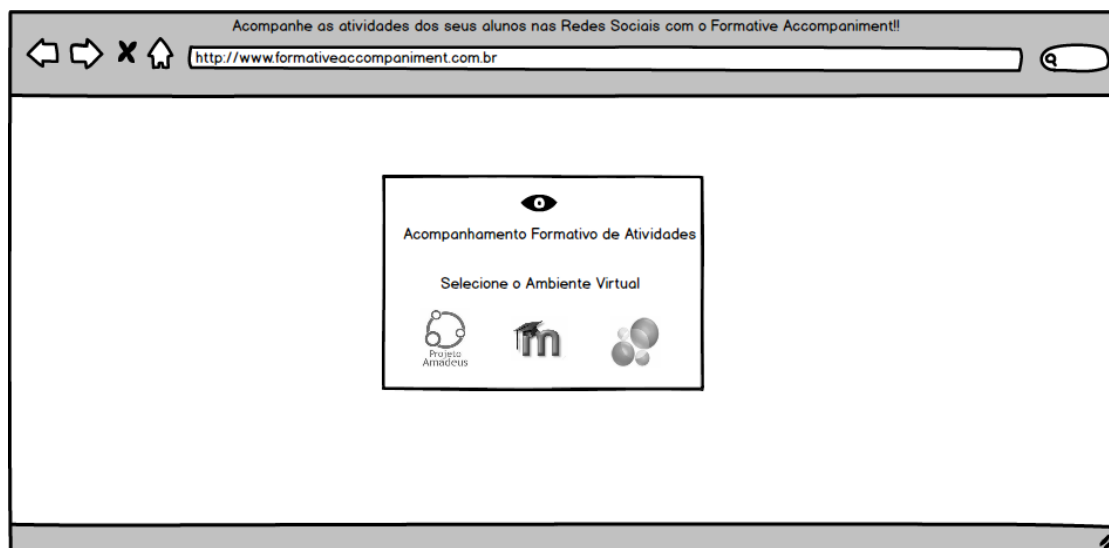 Acompanhe as atividades dos seus alunos nas Redes Sociais com o Formative Accompaniment!!
http://www.formativeaccompaniment.com.br
Acompanhamento Formativo de Atividades
Selecione o Ambiente Virtual
Projeto
Amadeus
m